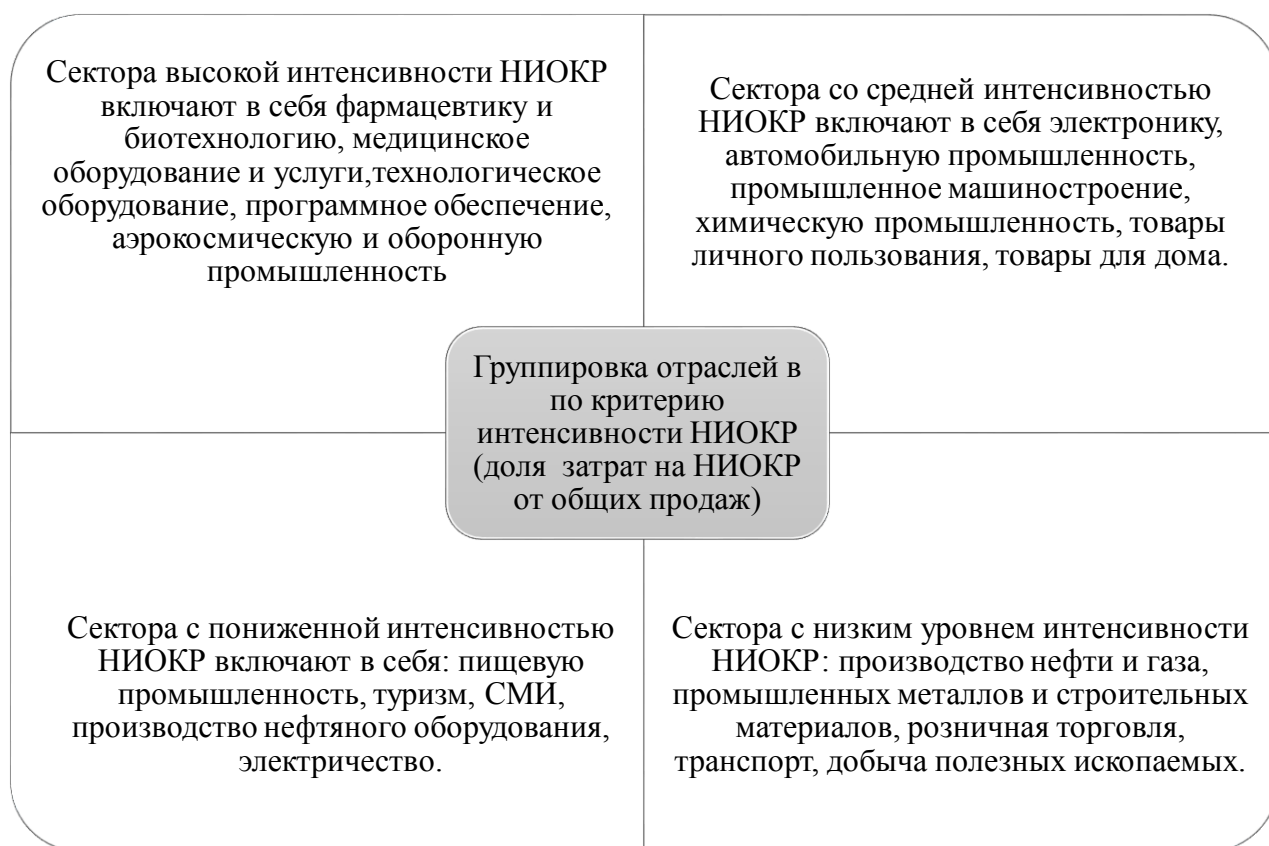 Сектора высокой интенсивности НИОКР
включают в себя фармацевтику и
биотехнологию, медицинское
оборудование и услуги,технологическое
оборудование, программное обеспечение,
аэрокосмическую и оборонную
промышленность
Сектора со средней интенсивностью
НИОКР включают в себя электронику,
автомобильную промышленность,
промышленное машиностроение,
химическую промышленность, товары
личного пользования, товары для дома.
Группировка отраслей в
по критерию
интенсивности НИОКР
(доля затрат на НИОКР
от общих продаж)
Сектора с пониженной интенсивностью
НИОКР включают в себя: пищевую
промышленность, туризм, СМИ,
производство нефтяного оборудования,
электричество.
Сектора с низким уровнем интенсивности
НИОКР: производство нефти и газа,
промышленных металлов и строительных
материалов, розничная торговля,
транспорт, добыча полезных ископаемых.